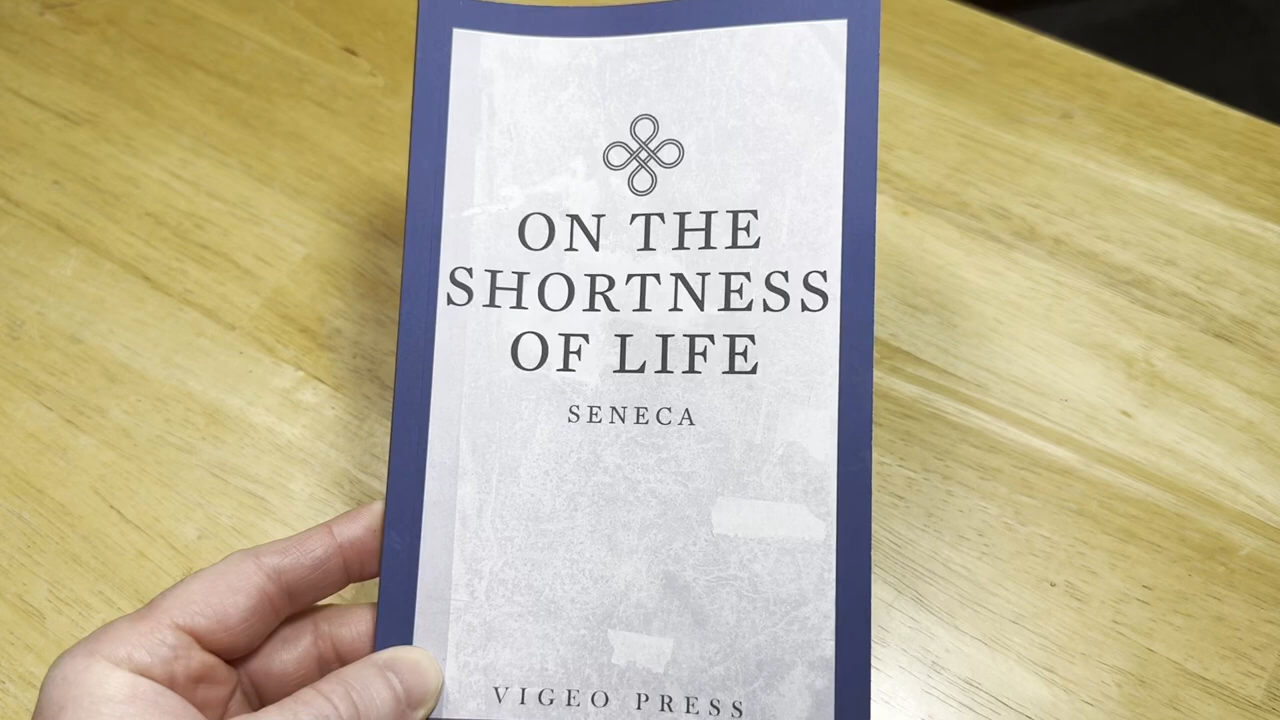 ON THE
SHORTNESS
OF LIFE
SENECA
VIGEO PRESS